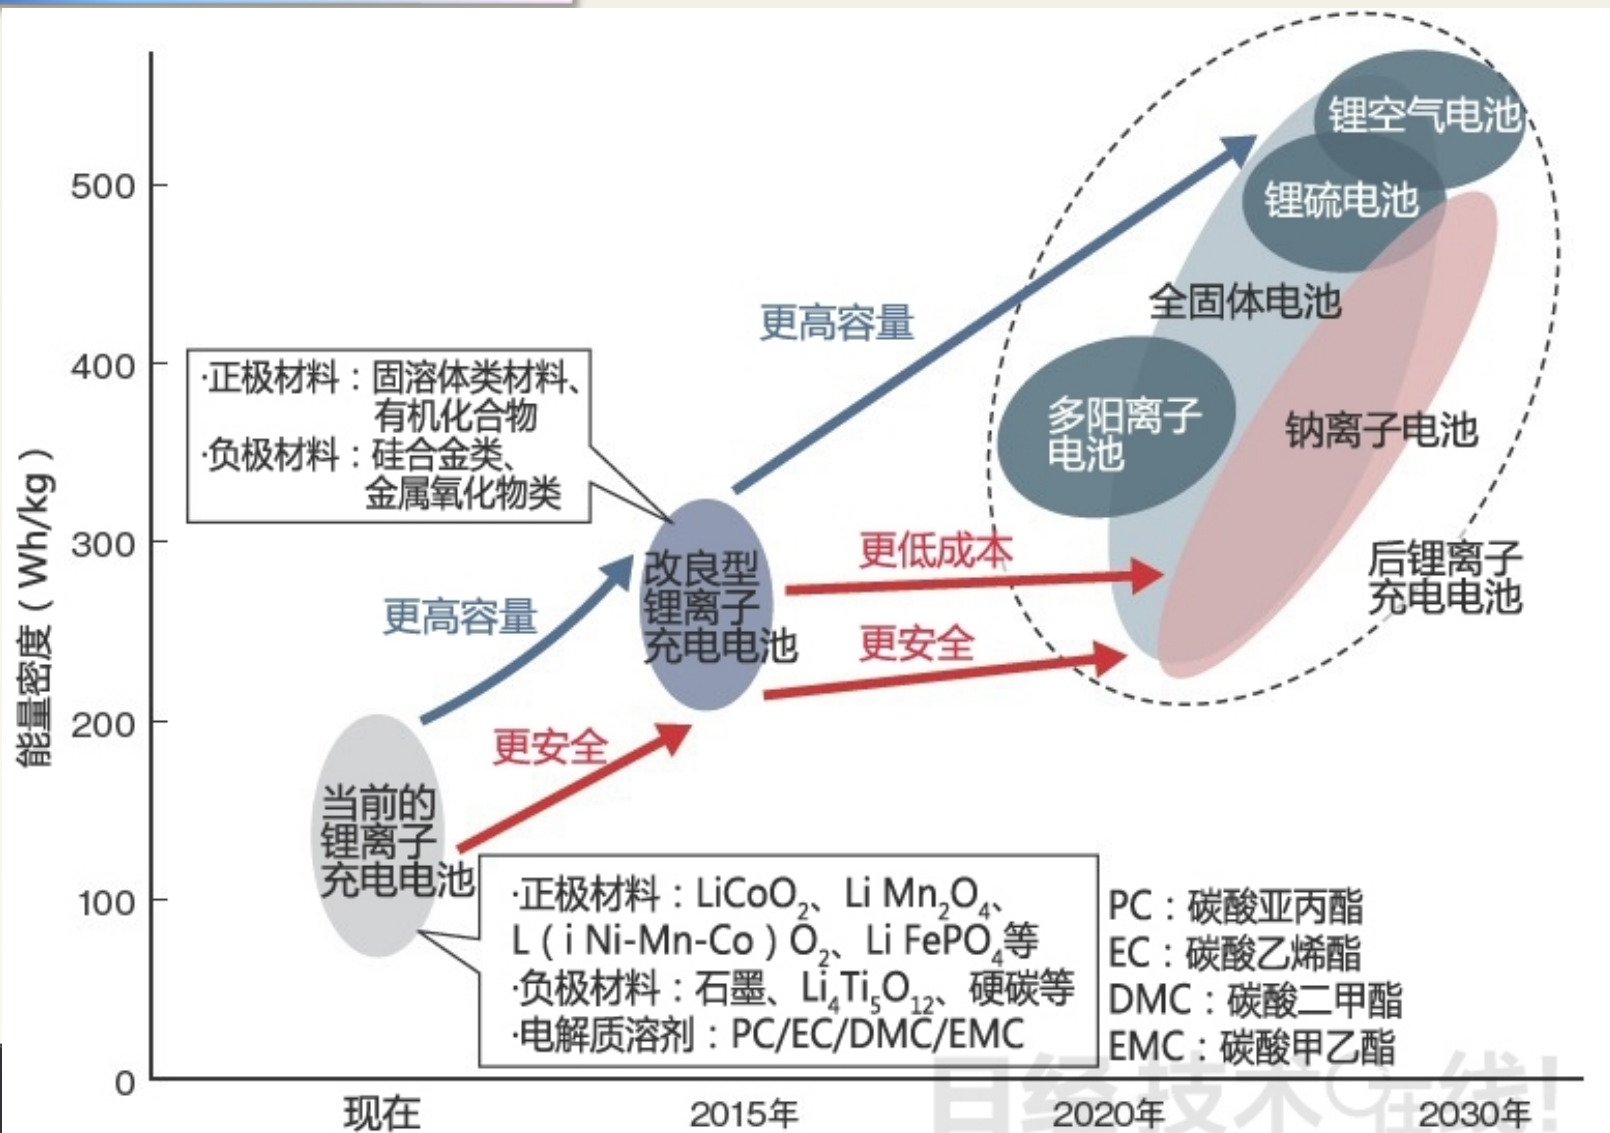 能量密度（Wh/kg）
500
400
300
200
100
0
现在
2015年
2020年
2030年
锂空气电池
锂硫电池
全固体电池
多阳离子
电池
钠离子电池
后锂离子
充电电池
更高容量
·正极材料：固溶体类材料、
有机化合物
·负极材料：硅合金类、
金属氧化物类
改良型
锂离子
充电电池
更低成本
更安全
更高容量
更安全
当前的
锂离子
充电电池
·正极材料：LiCoO₂、Li Mn₂O₄、
L（i Ni-Mn-Co）O₂、Li FePO₄等
·负极材料：石墨、Li₄Ti₅O₁₂、硬碳等
·电解质溶剂：PC/EC/DMC/EMC
PC：碳酸亚丙酯
EC：碳酸乙烯酯
DMC：碳酸二甲酯
EMC：碳酸甲乙酯
日经技术在线!